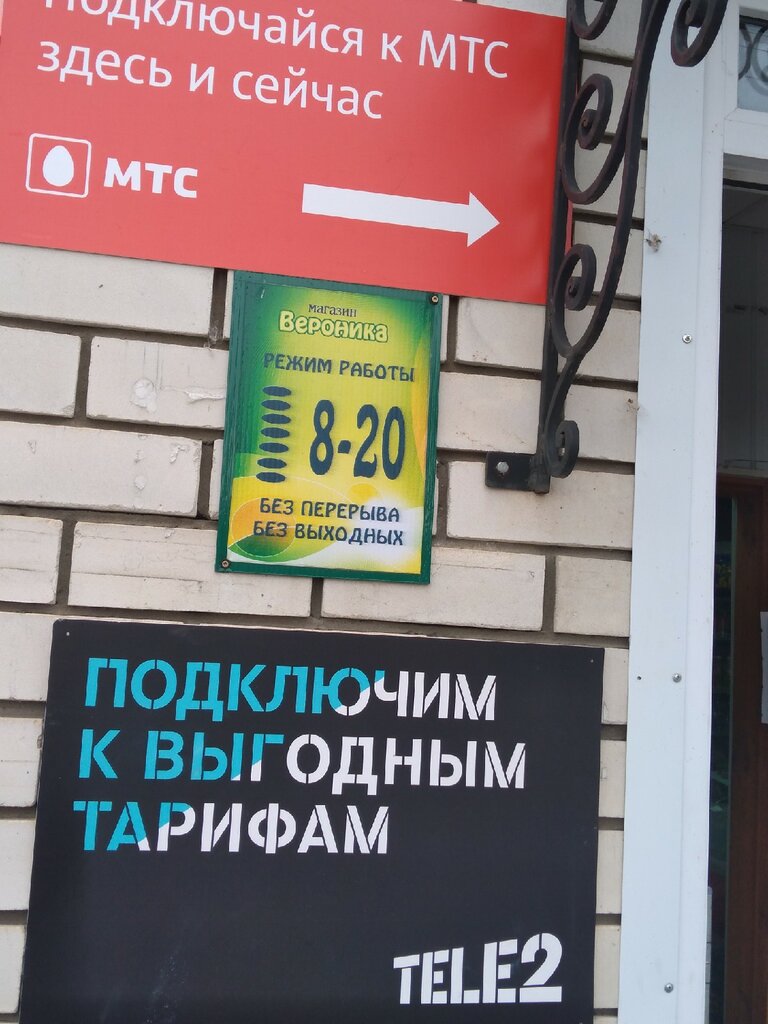 Подключайся к МТС
здесь и сейчас
МТС
магазин
Вероника
РЕЖИМ РАБОТЫ
8-20
БЕЗ ПЕРЕРЫВА
БЕЗ ВЫХОДНЫХ
ПОДКЛЮЧИМ
К ВЫГОДНЫМ
ТАРИФАМ
TELE2